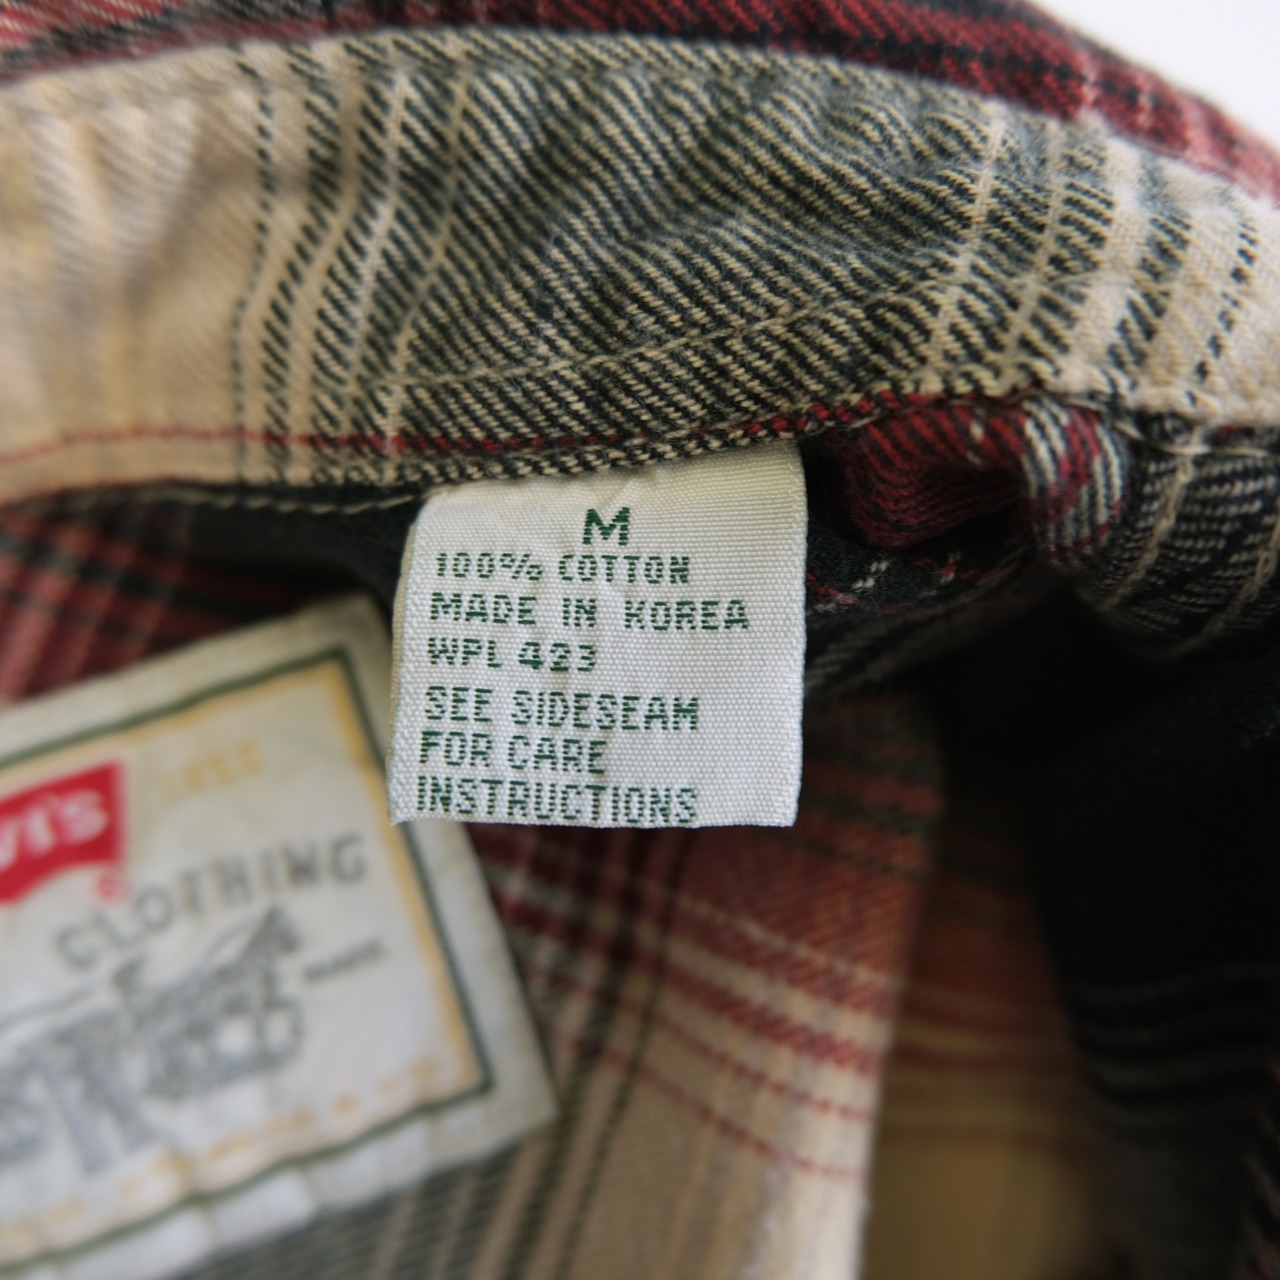 M
100% COTTON
MADE IN KOREA
WPL 423
SEE SIDESEAM
FOR CARE
INSTRUCTIONS
CLOTHING